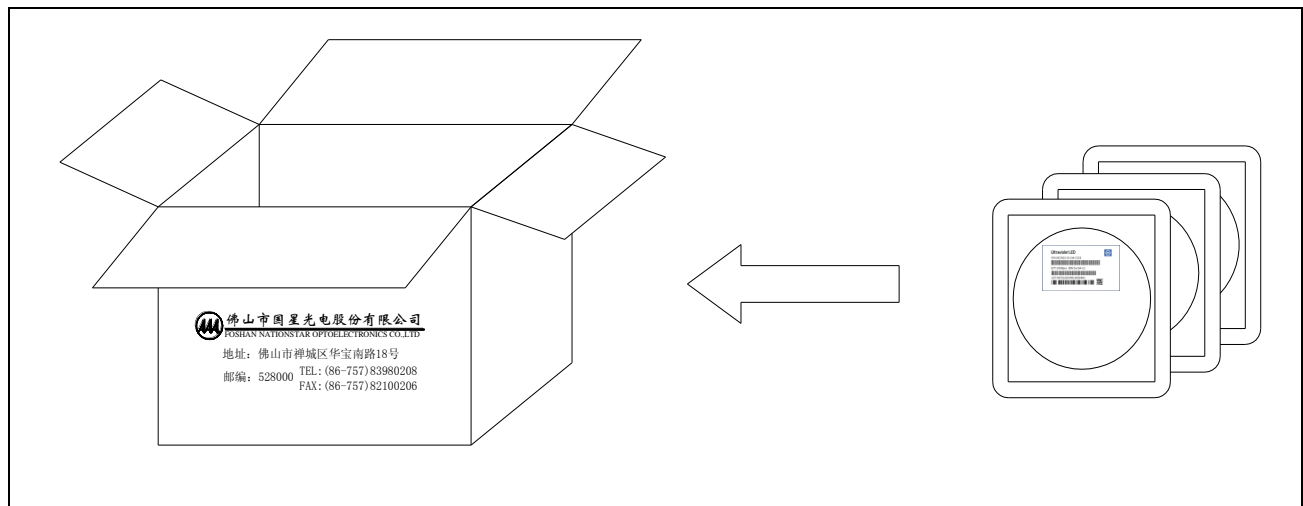 佛山市国星光电股份有限公司
FOSHAN NATIONSTAR OPTOELECTRONICS CO.,LTD
地址: 佛山市禅城区华宝南路18号
邮编: 528000 TEL:(86-757)83980208
FAX:(86-757)82100206
Ultraviolet LED